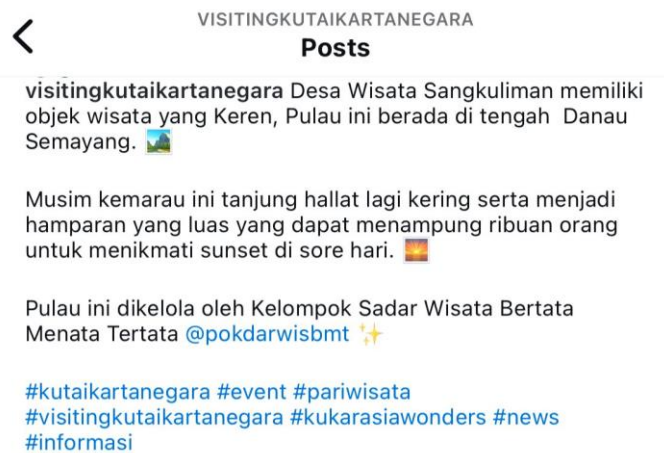 VISITINGKUTAIKARTANEGARA
Posts
visitingkutaikartanegara Desa Wisata Sangkuliman memiliki
objek wisata yang Keren, Pulau ini berada di tengah Danau
Semayang. 🏞️
Musim kemarau ini tanjung hallat lagi kering serta menjadi
hamparan yang luas yang dapat menampung ribuan orang
untuk menikmati sunset di sore hari. 🌅
Pulau ini dikelola oleh Kelompok Sadar Wisata Bertata
Menata Tertata @pokdarwisbmt ✨
#kutaikartanegara #event #pariwisata
#visitingkutaikartanegara #kukarasiawonders #news
#informasi